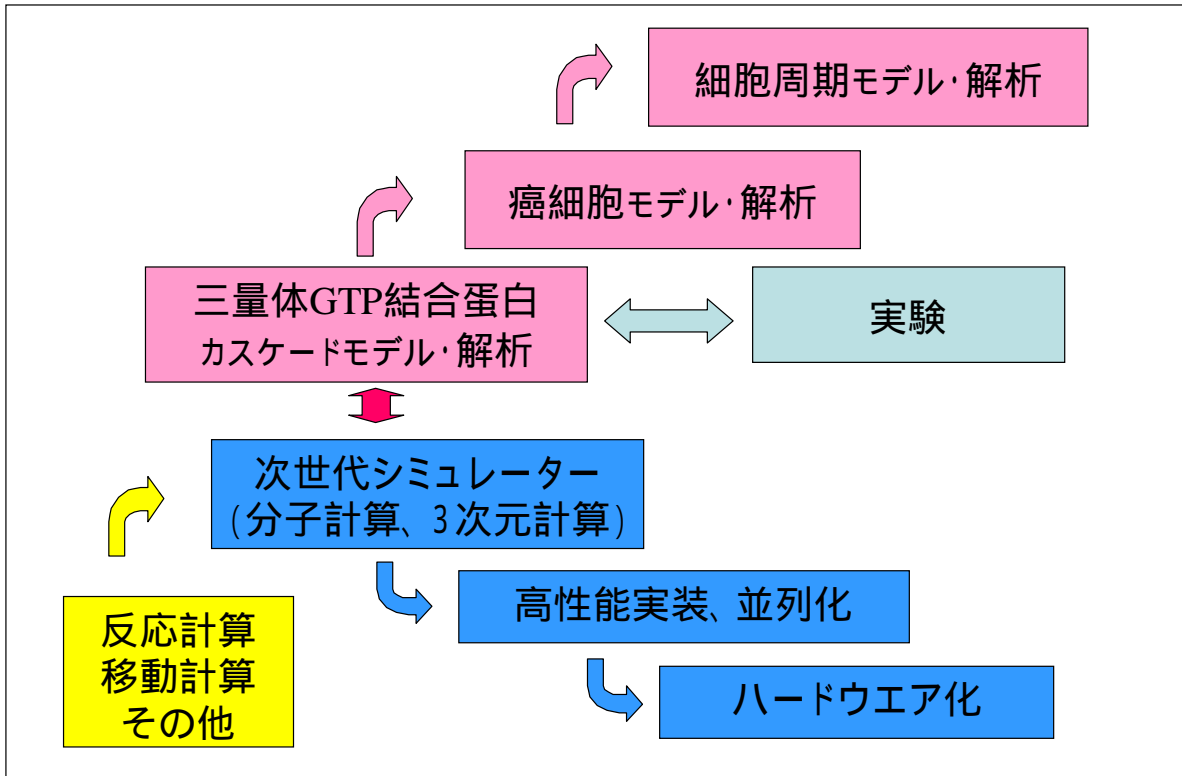 細胞周期モデル・解析
癌細胞モデル・解析
三量体GTP結合蛋白
カスケードモデル・解析
実験
次世代シミュレーター
(分子計算、3次元計算)
高性能実装、並列化
反応計算
移動計算
その他
ハードウエア化